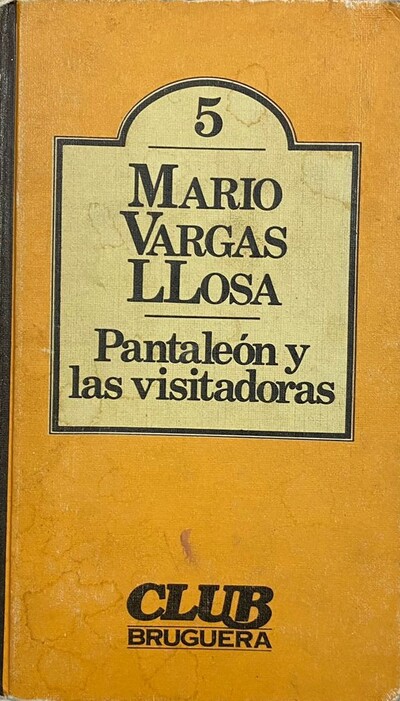 5
MARIO
VARGAS
LLOSA
Pantaleón y
las visitadoras
CLUB
BRUGUERA